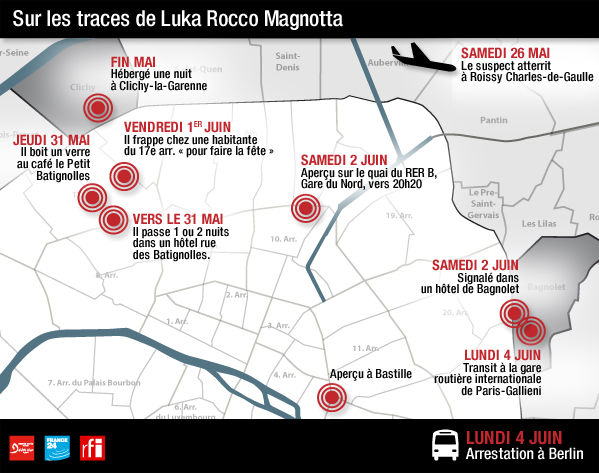 Sur les traces de Luka Rocco Magnotta
SAMEDI 26 MAI
Le suspect atterrit
à Roissy Charles-de-Gaulle
FIN MAI
Hébergé une nuit
à Clichy-la-Garenne
Clichy
Saint-
Denis
Pantin
VENDREDI 1ER JUIN
Il frappe chez une habitante
du 17e arr. « pour faire la fête »
JEUDI 31 MAI
Il boit un verre
au café le Petit
Batignolles
SAMEDI 2 JUIN
Aperçu sur le quai du RER B,
Gare du Nord, vers 20h20
Le Pré-
Saint-
Gervais
Les Lilas
19. Arr.
VERS LE 31 MAI
Il passe 1 ou 2 nuits
dans un hôtel rue
des Batignolles.
10. Arr.
SAMEDI 2 JUIN
Signalé dans
un hôtel de Bagnolet
Bagnolet
2. Arr.
1. Arr.
3. Arr.
20. Arr.
11. Arr.
4. Arr.
7. Arr. du Palais Bourbon
6. Arr.
du Luxembourg
Aperçu à Bastille
LUNDI 4 JUIN
Transit à la gare
routière internationale
de Paris-Gallieni
FRANCE
24
rfi
LUNDI 4 JUIN
Arrestation à Berlin